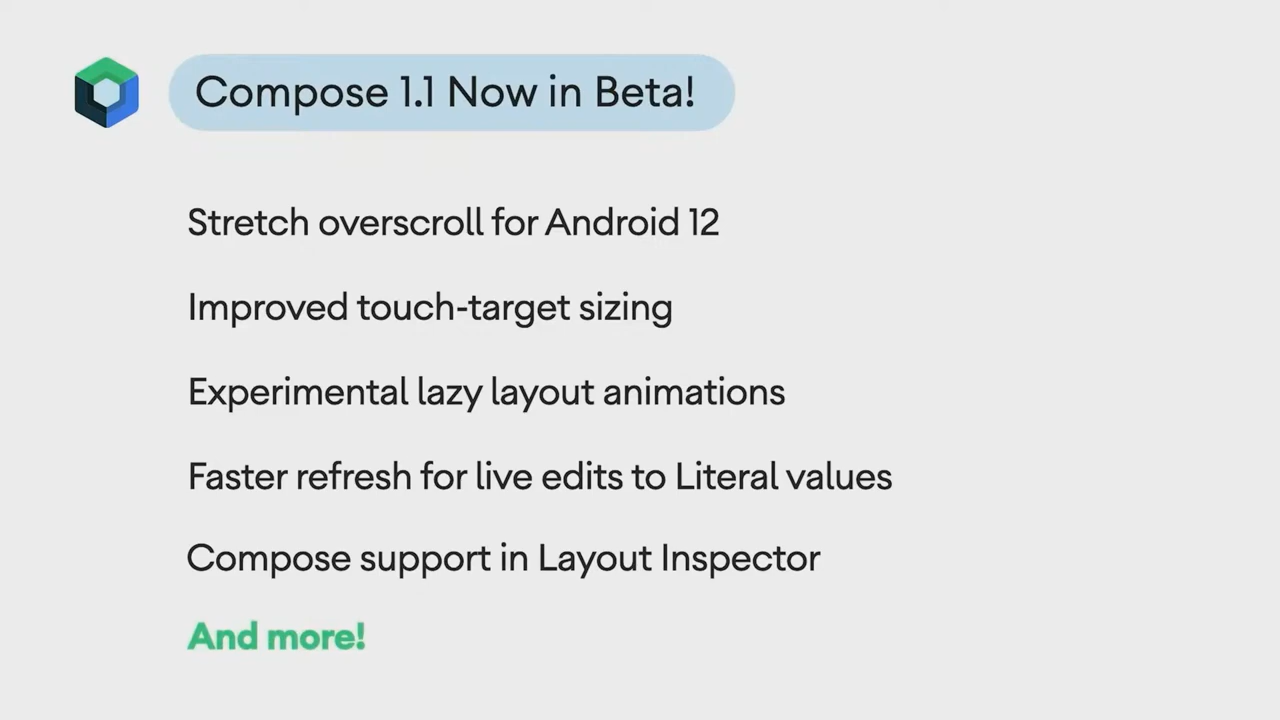 Compose 1.1 Now in Beta!
Stretch overscroll for Android 12
Improved touch-target sizing
Experimental lazy layout animations
Faster refresh for live edits to Literal values
Compose support in Layout Inspector
And more!